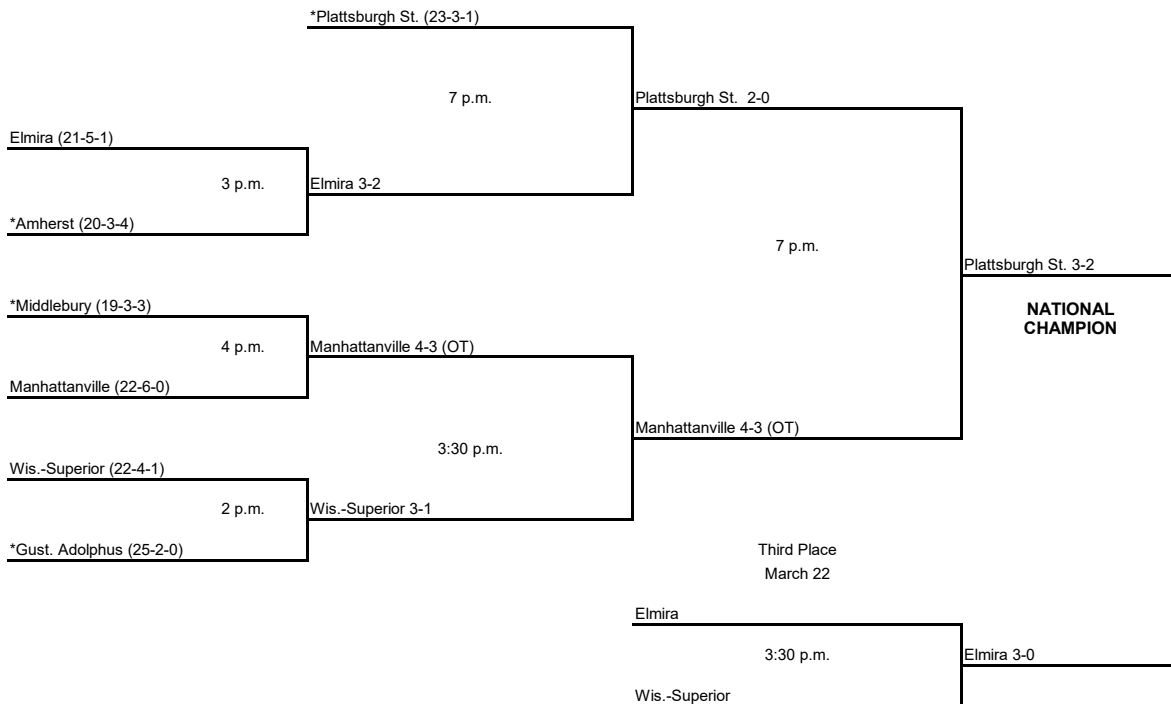 *Plattsburgh St. (23-3-1)
7 p.m.
Plattsburgh St.  2-0
Elmira (21-5-1)
3 p.m.
Elmira 3-2
*Amherst (20-3-4)
7 p.m.
Plattsburgh St. 3-2
*Middlebury (19-3-3)
NATIONAL
CHAMPION
4 p.m.
Manhattanville 4-3 (OT)
Manhattanville (22-6-0)
Manhattanville 4-3 (OT)
3:30 p.m.
Wis.-Superior (22-4-1)
2 p.m.
Wis.-Superior 3-1
*Gust. Adolphus (25-2-0)
Third Place
March 22
Elmira
3:30 p.m.
Elmira 3-0
Wis.-Superior